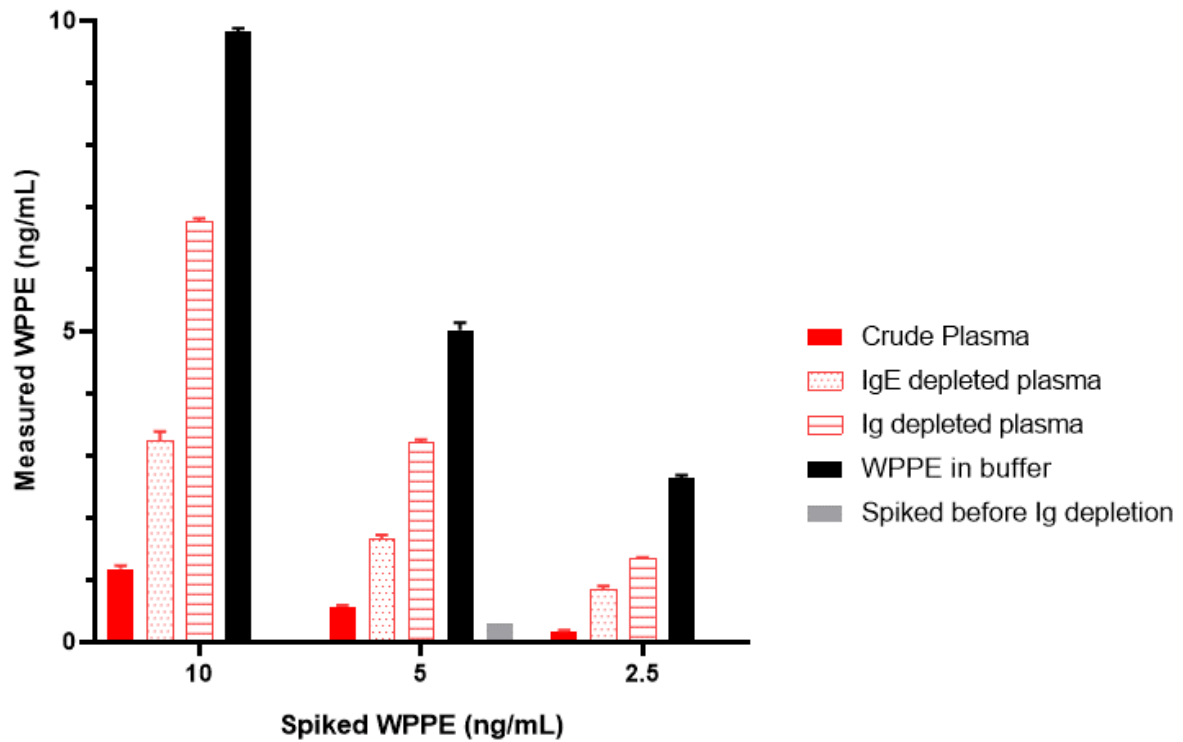 10
5
0
Measured WPPE (ng/mL)
10
5
2.5
Spiked WPPE (ng/mL)
Crude Plasma
IgE depleted plasma
Ig depleted plasma
WPPE in buffer
Spiked before Ig depletion